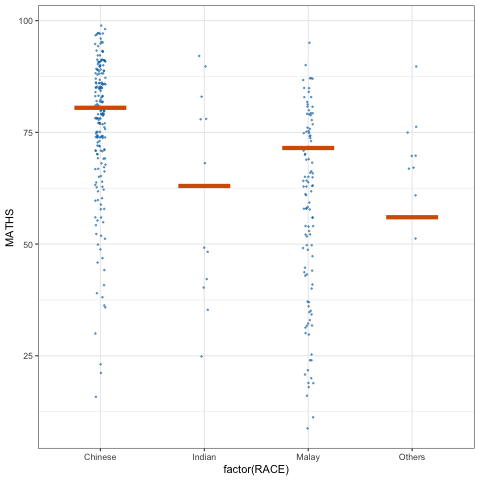 100
75
50
25
MATHS
Chinese
Indian
Malay
Others
factor(RACE)